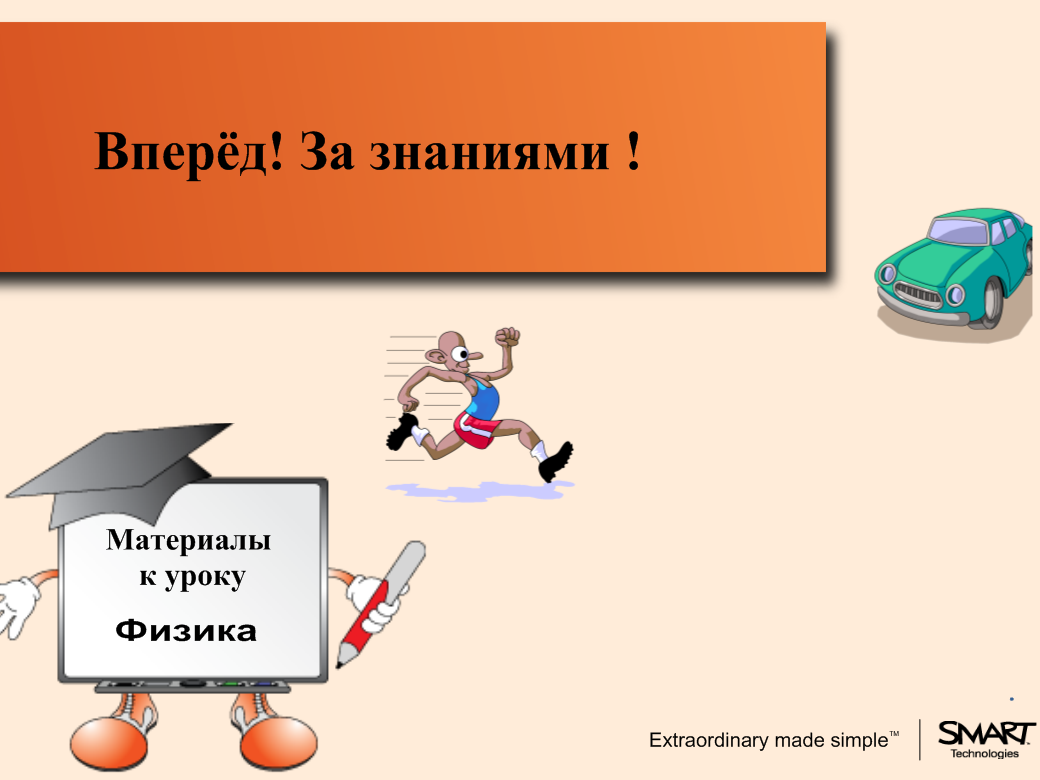 Вперёд! За знаниями !
Материалы
к уроку
Физика
Extraordinary made simple™
SMART
Technologies